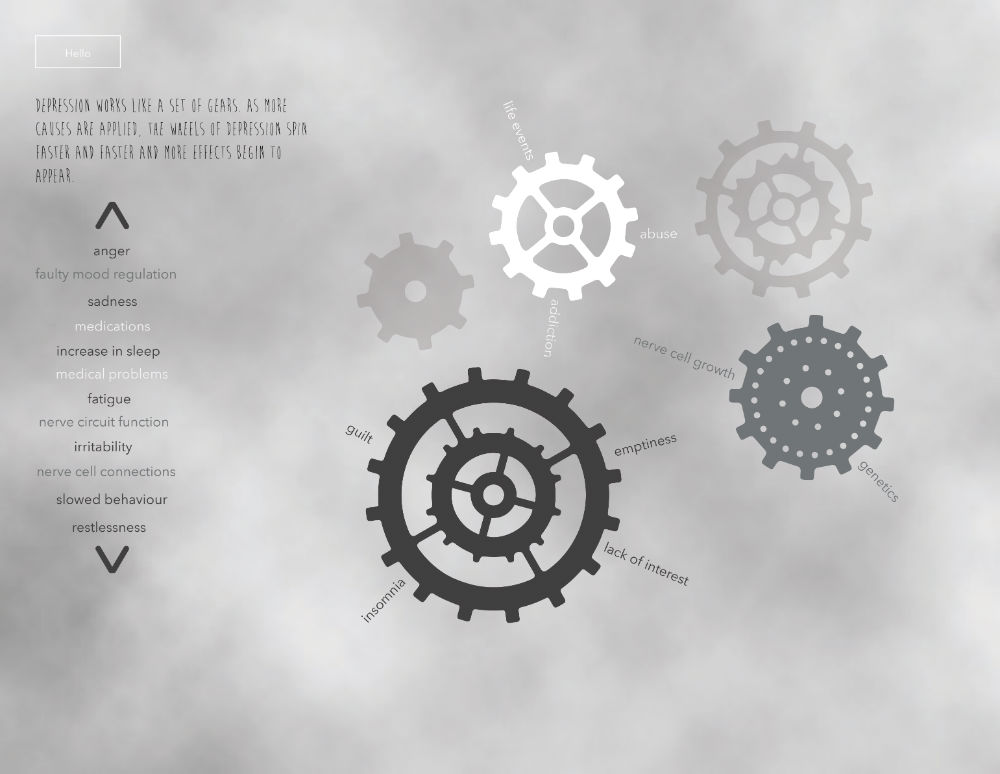 Hello
DEPRESSION WORKS LIKE A SET OF GEARS. AS MORE
CAUSES ARE APPLIED, THE WHEELS OF DEPRESSION SPIN
FASTER AND FASTER AND MORE EFFECTS BEGIN TO
APPEAR.
anger
faulty mood regulation
sadness
medications
increase in sleep
medical problems
fatigue
nerve circuit function
irritability
nerve cell connections
slowed behaviour
restlessness
life events
abuse
addiction
nerve cell growth
genetics
guilt
emptiness
lack of interest
insomnia